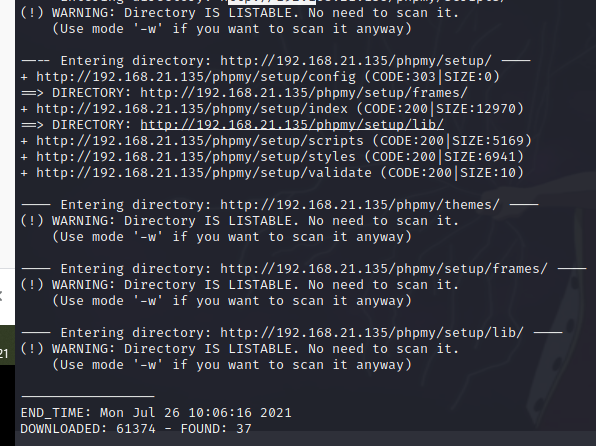 (!) WARNING: Directory IS LISTABLE. No need to scan it.
(Use mode '-w' if you want to scan it anyway)
---- Entering directory: http://192.168.21.135/phpmy/setup/ ----
+ http://192.168.21.135/phpmy/setup/config (CODE:303|SIZE:0)
==> DIRECTORY: http://192.168.21.135/phpmy/setup/frames/
+ http://192.168.21.135/phpmy/setup/index (CODE:200|SIZE:12970)
==> DIRECTORY: http://192.168.21.135/phpmy/setup/lib/
+ http://192.168.21.135/phpmy/setup/scripts (CODE:200|SIZE:5169)
+ http://192.168.21.135/phpmy/setup/styles (CODE:200|SIZE:6941)
+ http://192.168.21.135/phpmy/setup/validate (CODE:200|SIZE:10)
---- Entering directory: http://192.168.21.135/phpmy/themes/ ----
(!) WARNING: Directory IS LISTABLE. No need to scan it.
(Use mode '-w' if you want to scan it anyway)
---- Entering directory: http://192.168.21.135/phpmy/setup/frames/ ----
(!) WARNING: Directory IS LISTABLE. No need to scan it.
(Use mode '-w' if you want to scan it anyway)
---- Entering directory: http://192.168.21.135/phpmy/setup/lib/ ----
(!) WARNING: Directory IS LISTABLE. No need to scan it.
21
(Use mode '-w' if you want to scan it anyway)
-----------------
END_TIME: Mon Jul 26 10:06:16 2021
DOWNLOADED: 61374 - FOUND: 37